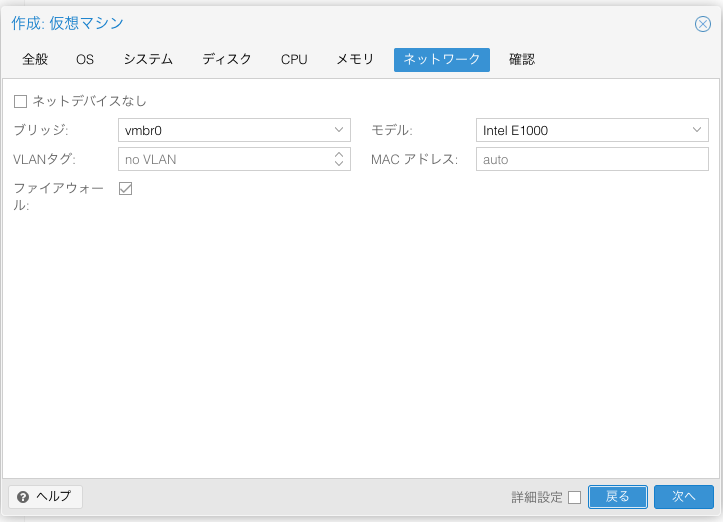 作成: 仮想マシン
全般 OS システム ディスク CPU メモリ ネットワーク 確認
ネットデバイスなし
ブリッジ: vmbr0 モデル: Intel E1000
VLANタグ: no VLAN MAC アドレス: auto
ファイアウォー
ル:
ヘルプ 詳細設定 戻る 次へ